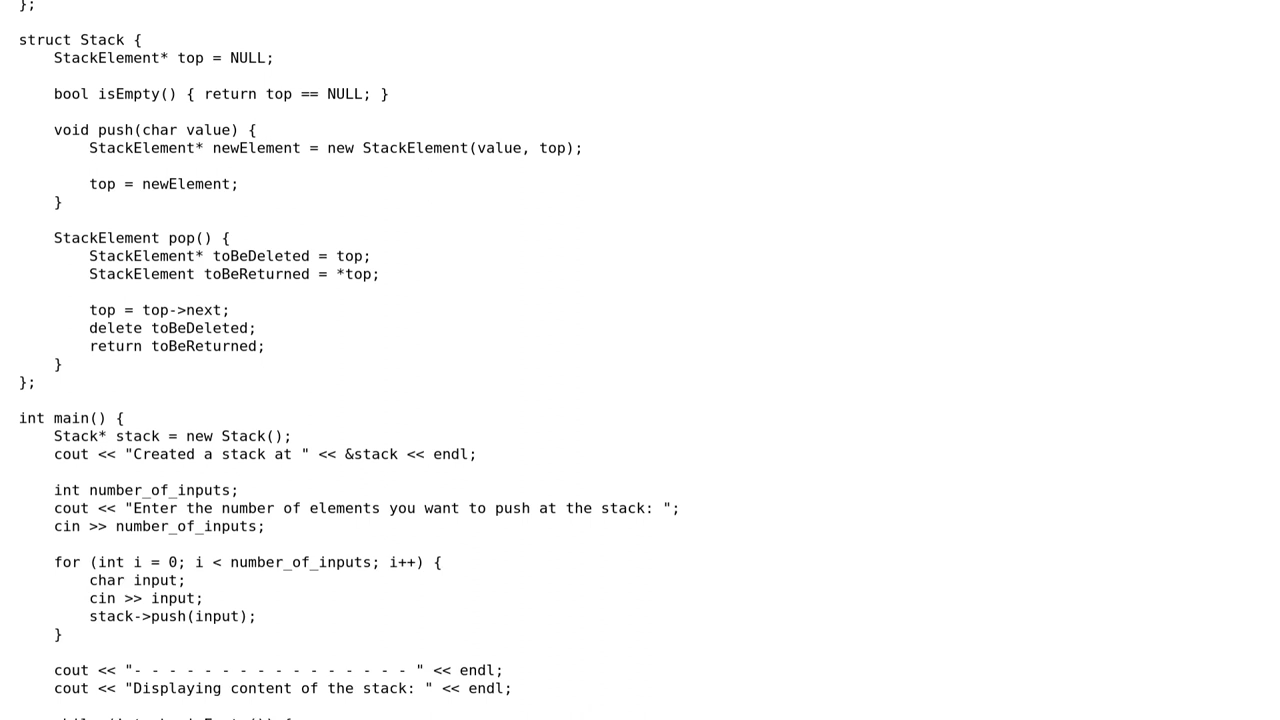 };
struct Stack {
    StackElement* top = NULL;
    bool isEmpty() { return top == NULL; }
    void push(char value) {
        StackElement* newElement = new StackElement(value, top);
        top = newElement;
    }
    StackElement pop() {
        StackElement* toBeDeleted = top;
        StackElement toBeReturned = *top;
        top = top->next;
        delete toBeDeleted;
        return toBeReturned;
    }
};
int main() {
    Stack* stack = new Stack();
    cout << "Created a stack at " << &stack << endl;
    int number_of_inputs;
    cout << "Enter the number of elements you want to push at the stack: ";
    cin >> number_of_inputs;
    for (int i = 0; i < number_of_inputs; i++) {
        char input;
        cin >> input;
        stack->push(input);
    }
    cout << "- - - - - - - - - - - - - - - - " << endl;
    cout << "Displaying content of the stack: " << endl;